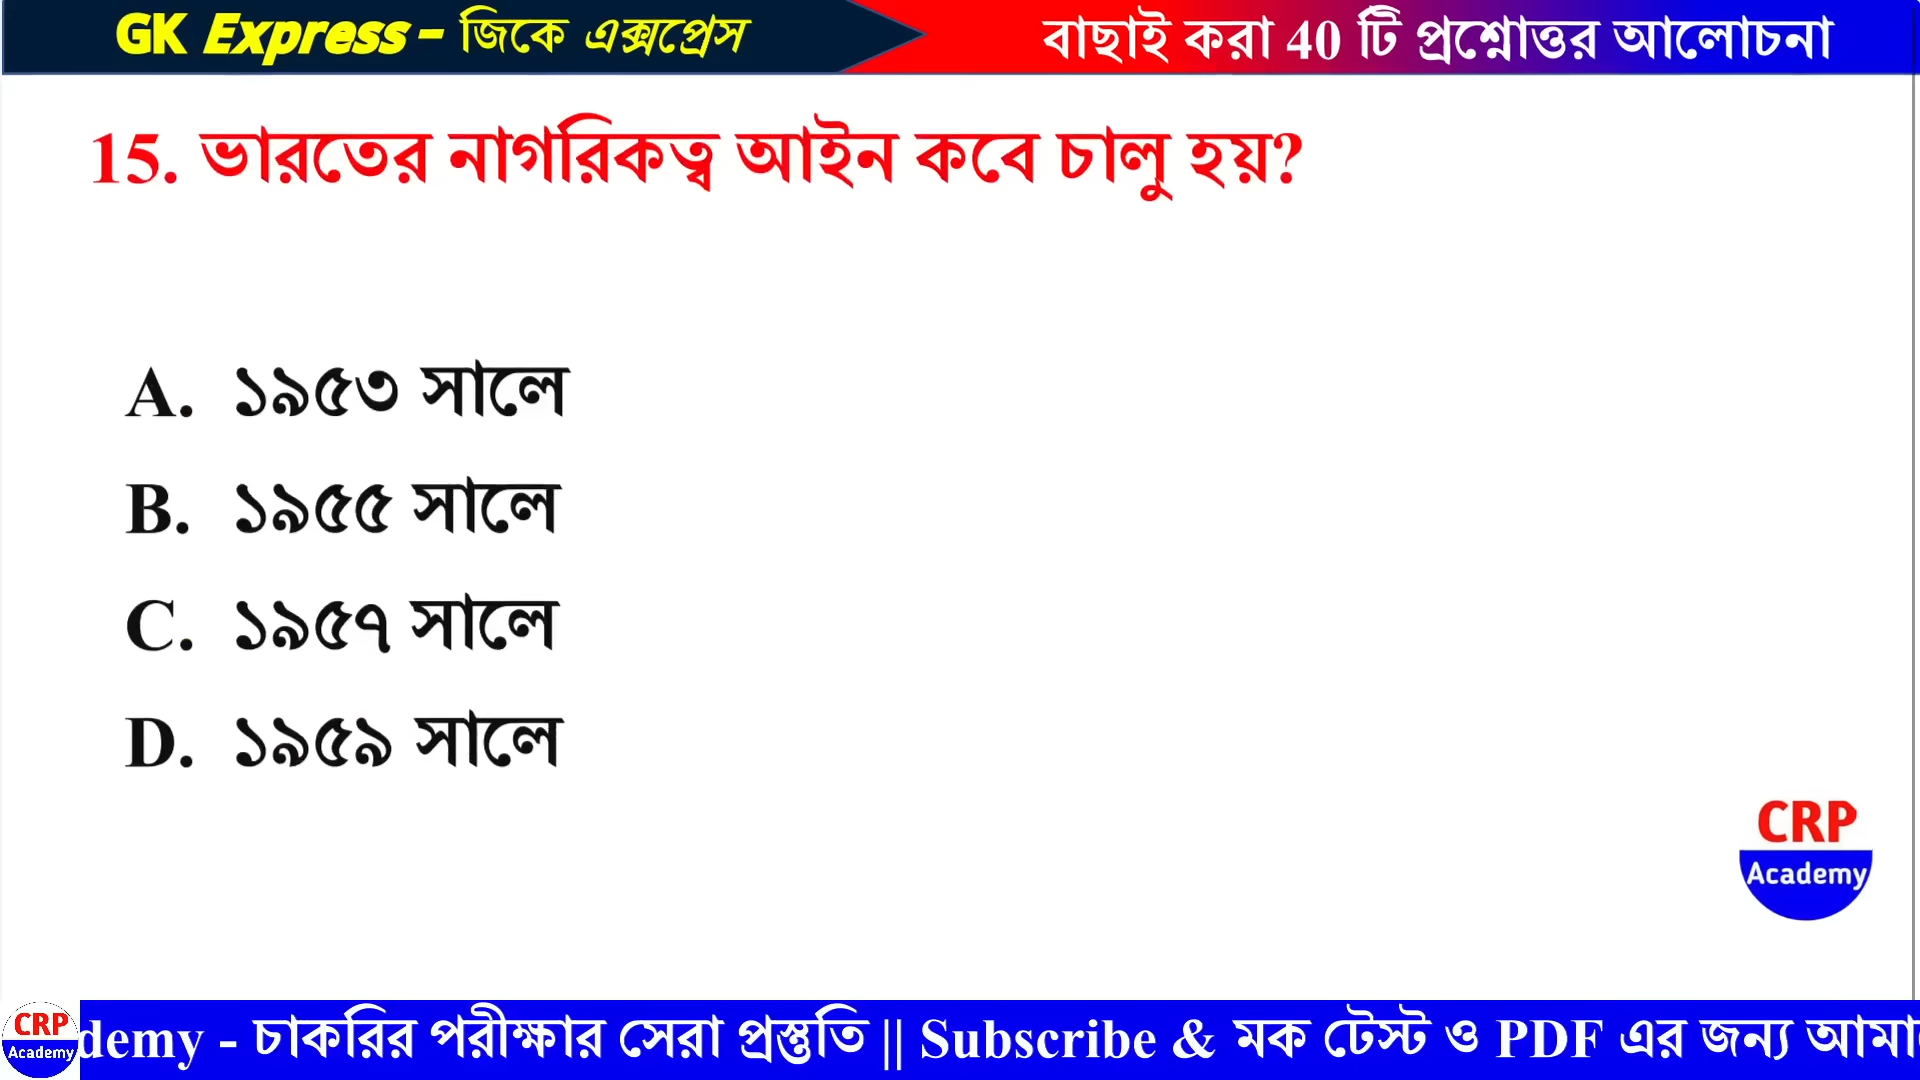 GK Express – জিকে এক্সপ্রেস
বাছাই করা 40 টি প্রশ্নোত্তর আলোচনা
15. ভারতের নাগরিকত্ব আইন কবে চালু হয়?
A. ১৯৫৩ সালে
B. ১৯৫৫ সালে
C. ১৯৫৭ সালে
D. ১৯৫৯ সালে
CRP
Academy
CRP
Academy
demy - চাকরির পরীক্ষার সেরা প্রস্তুতি || Subscribe & মক টেস্ট ও PDF এর জন্য